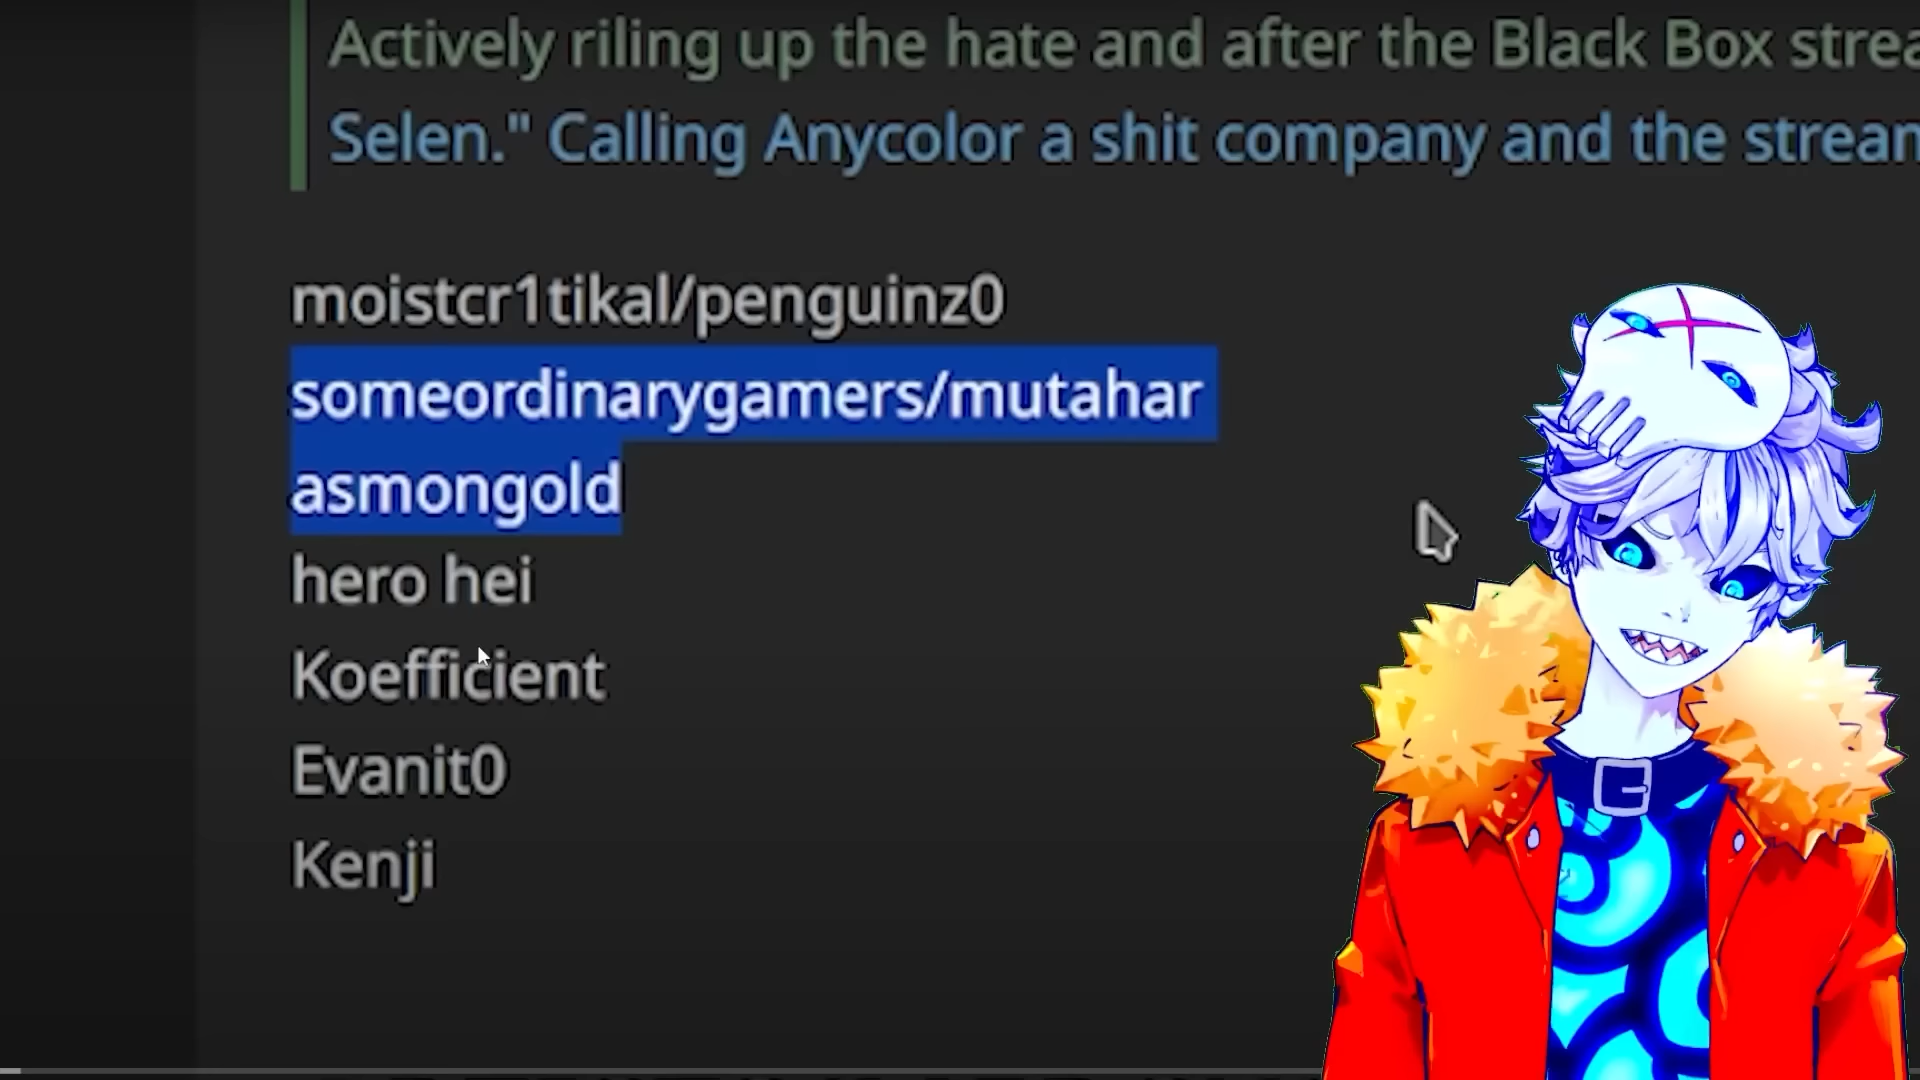 Actively riling up the hate and after the Black Box strea
Selen." Calling Anycolor a shit company and the stream
moistcr1tikal/penguinz0
someordinarygamers/mutahar
asmongold
hero hei
Koefficient
Evanit0
Kenji